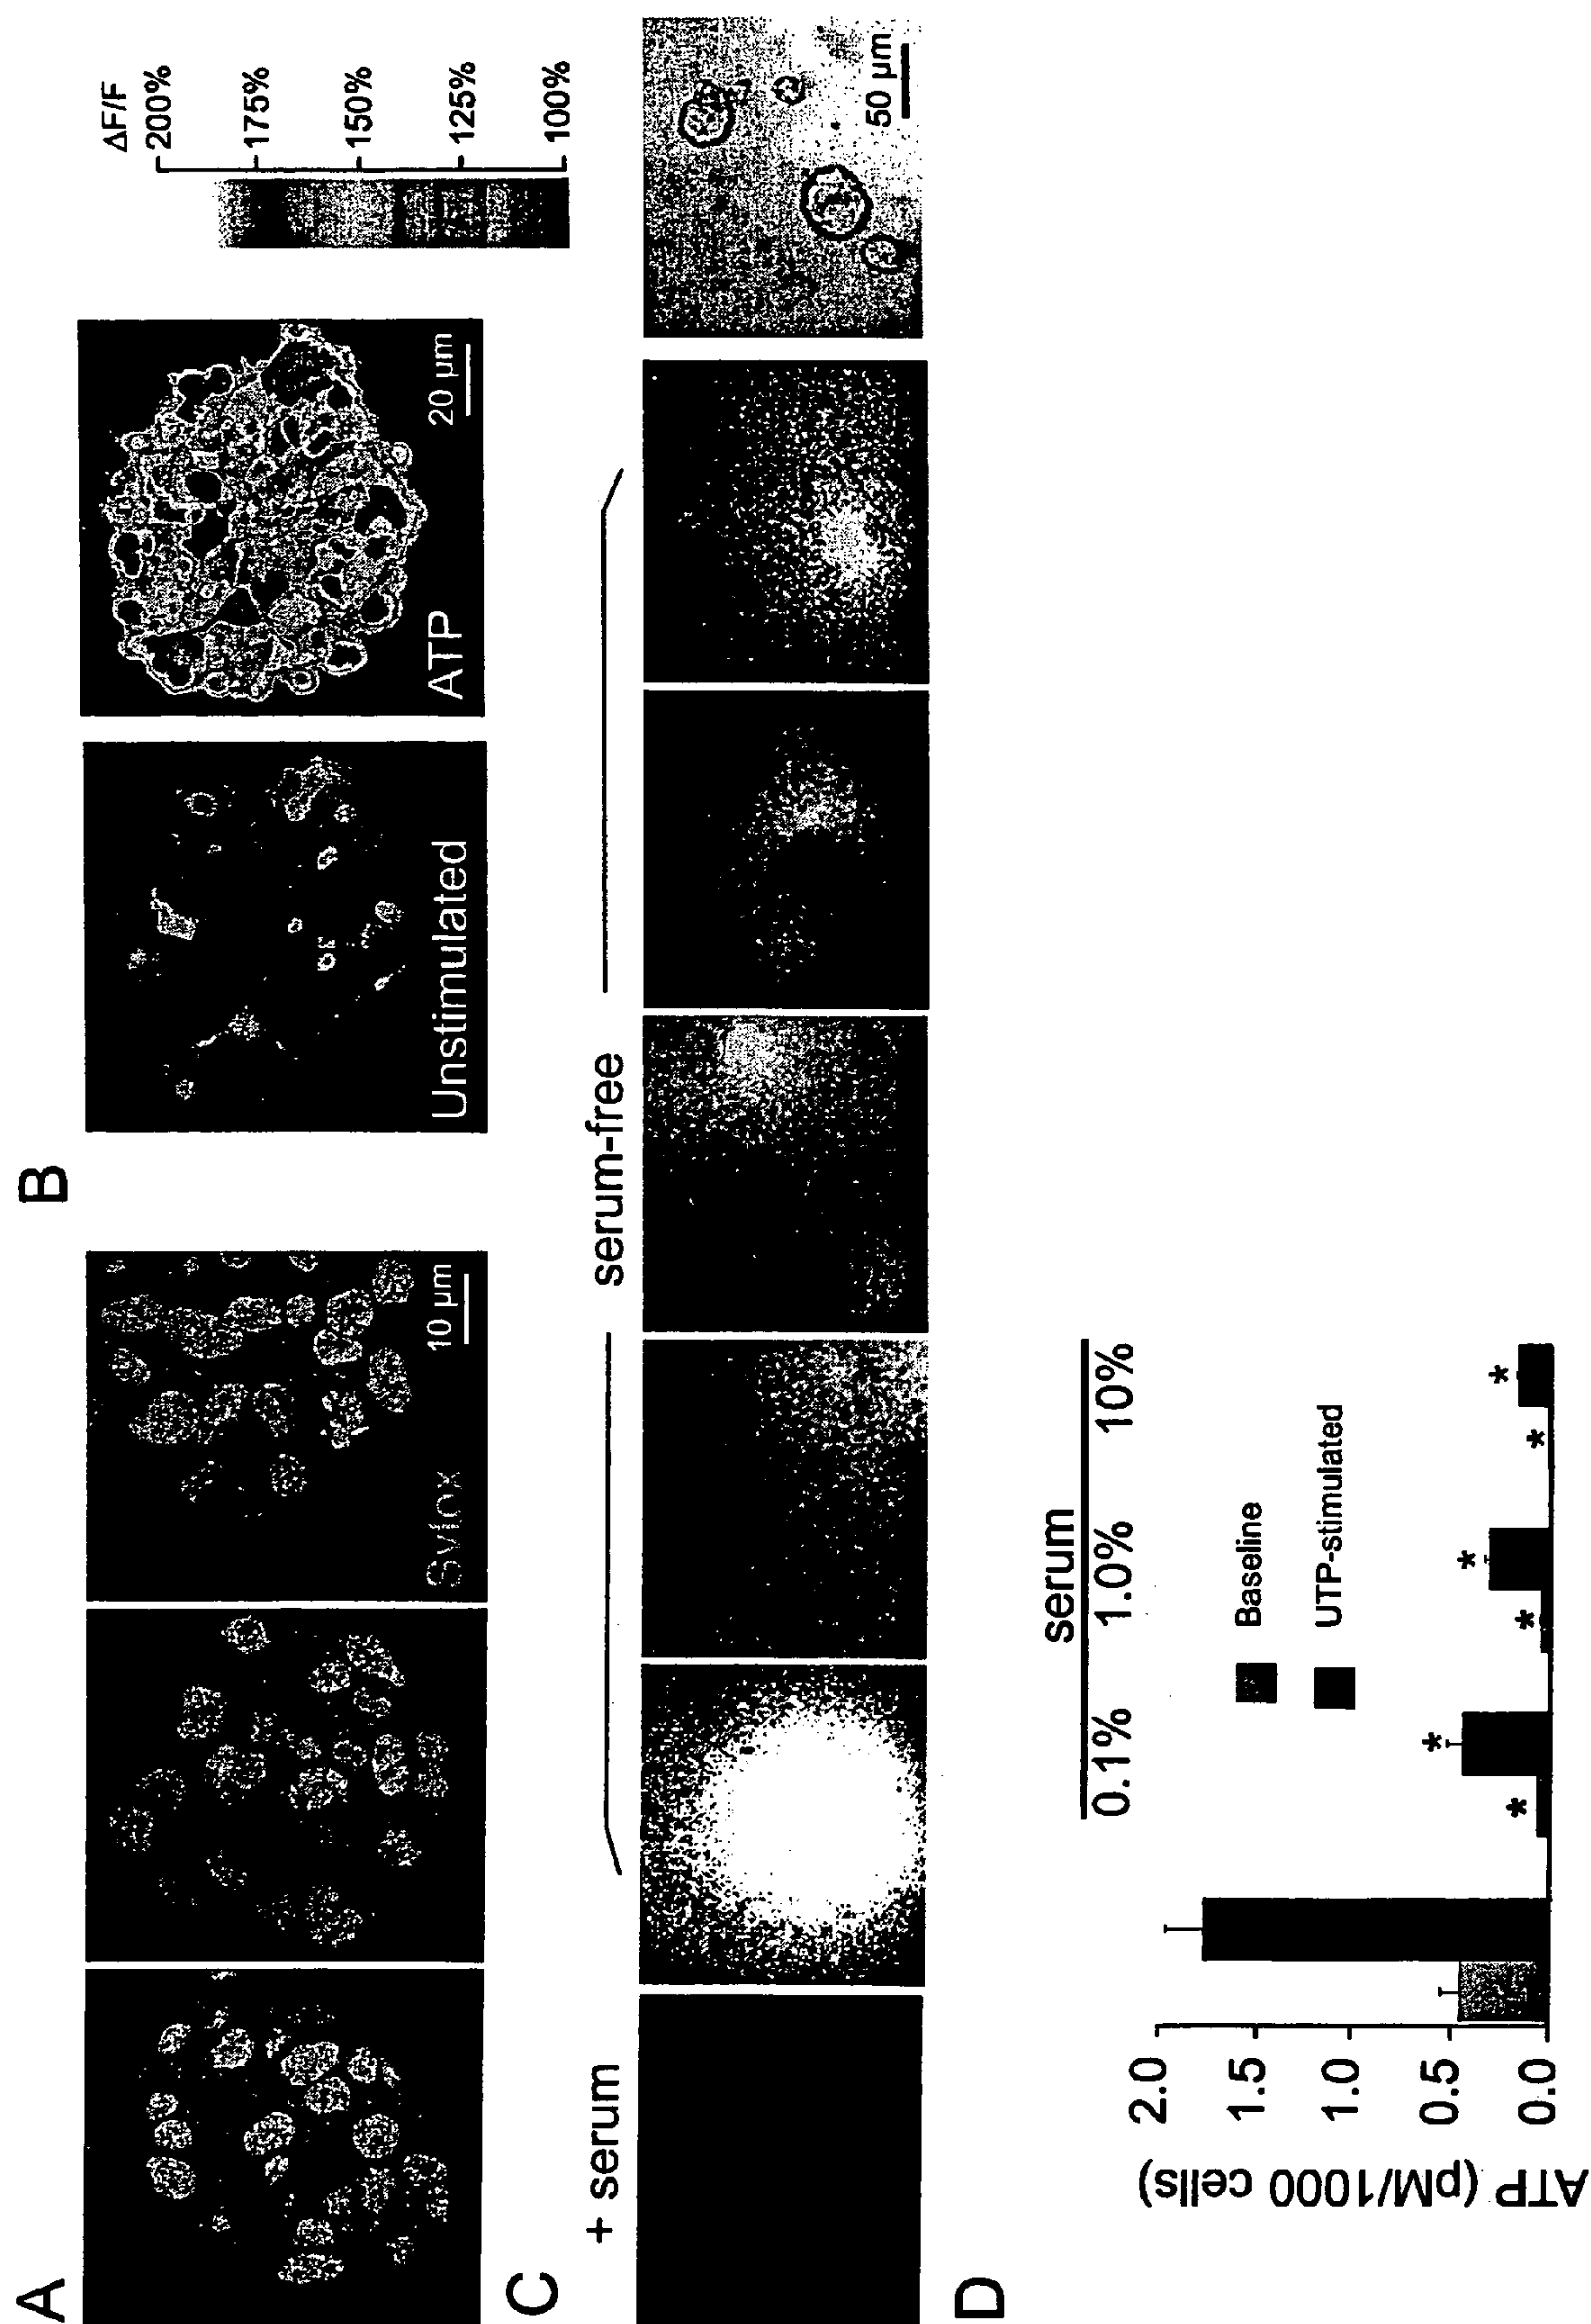 A
Sytox
10 µm
B
Unstimulated
ATP
20 µm
ΔF/F
200%
175%
150%
125%
100%
C
+ serum
serum-free
50 µm
D
serum
0.1% 1.0% 10%
Baseline
UTP-stimulated
* * * * * *
ATP (pM/1000 cells)
2.0
1.5
1.0
0.5
0.0